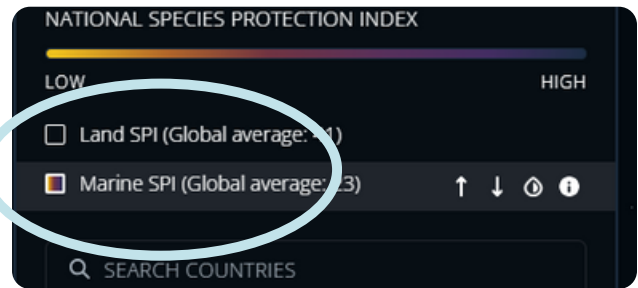 NATIONAL SPECIES PROTECTION INDEX
LOW HIGH
Land SPI (Global average:
Marine SPI (Global average:
SEARCH COUNTRIES